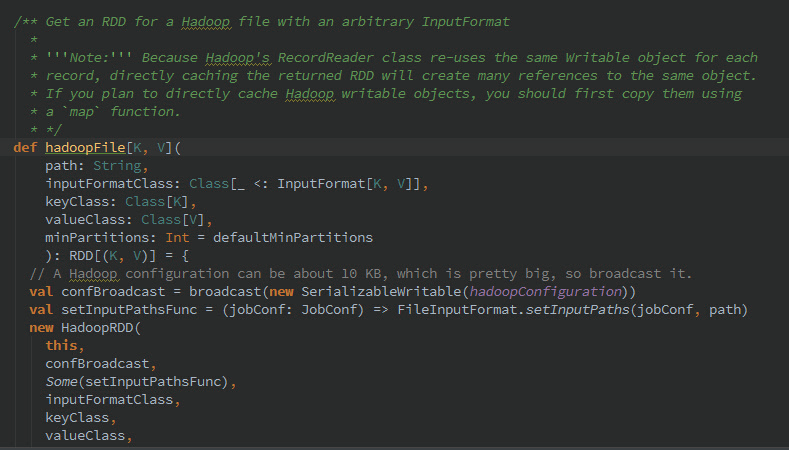 /** Get an RDD for a Hadoop file with an arbitrary InputFormat
*
* '''Note:''' Because Hadoop's RecordReader class re-uses the same Writable object for each
* record, directly caching the returned RDD will create many references to the same object.
* If you plan to directly cache Hadoop writable objects, you should first copy them using
* a `map` function.
* */
def hadoopFile[K, V](
path: String,
inputFormatClass: Class[_ <: InputFormat[K, V]],
keyClass: Class[K],
valueClass: Class[V],
minPartitions: Int = defaultMinPartitions
): RDD[(K, V)] = {
// A Hadoop configuration can be about 10 KB, which is pretty big, so broadcast it.
val confBroadcast = broadcast(new SerializableWritable(hadoopConfiguration))
val setInputPathsFunc = (jobConf: JobConf) => FileInputFormat.setInputPaths(jobConf, path)
new HadoopRDD(
this,
confBroadcast,
Some(setInputPathsFunc),
inputFormatClass,
keyClass,
valueClass,